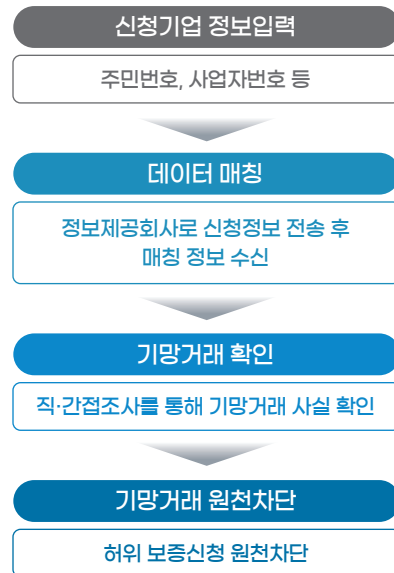 신청기업 정보입력
주민번호, 사업자번호 등
데이터 매칭
정보제공회사로 신청정보 전송 후
매칭 정보 수신
기망거래 확인
직·간접조사를 통해 기망거래 사실 확인
기망거래 원천차단
허위 보증신청 원천차단